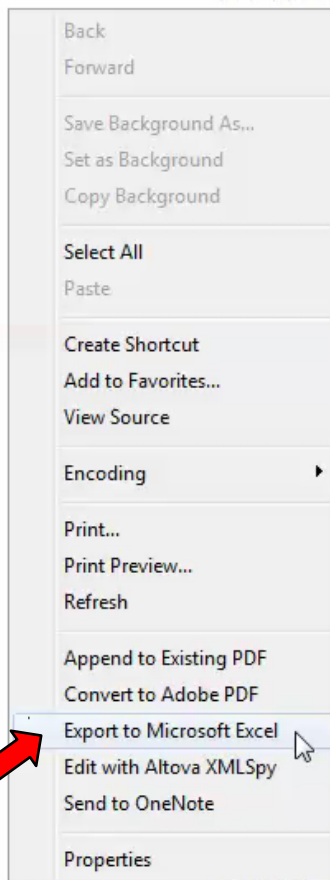 Back
Forward
Save Background As...
Set as Background
Copy Background
Select All
Paste
Create Shortcut
Add to Favorites...
View Source
Encoding
Print...
Print Preview...
Refresh
Append to Existing PDF
Convert to Adobe PDF
Export to Microsoft Excel
Edit with Altova XMLSpy
Send to OneNote
Properties